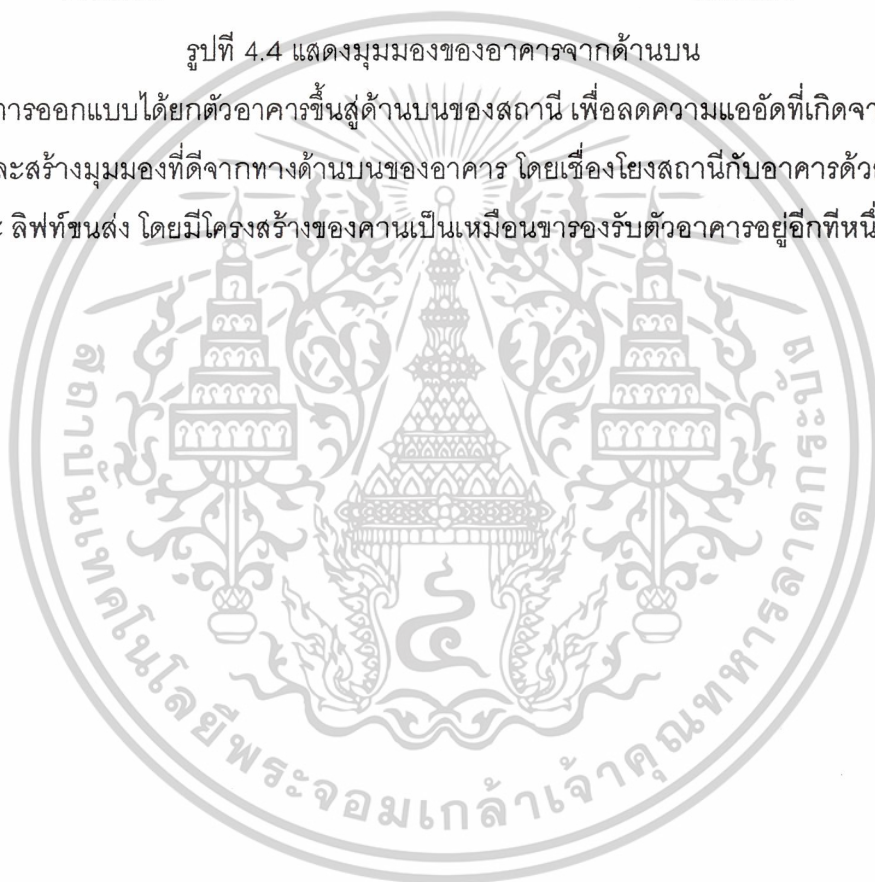 รูปที่ 4.4 แสดงมุมมองของอาคารจากด้านบน
การออกแบบได้ยกตัวอาคารขึ้นสู่ด้านบนของสถานี เพื่อลดความแออัดที่เกิดจา
ละสร้างมุมมองที่ดีจากทางด้านบนของอาคาร โดยเชื่องโยงสถานีกับอาคารด้วย
ะ ลิฟท์ขนส่ง โดยมีโครงสร้างของคานเป็นเหมือนขารองรับตัวอาคารอยู่อีกทีหนึ่
สถาบันเทคโนโลยีพระจอมเกล้าเจ้าคุณทหารลาดกระบัง